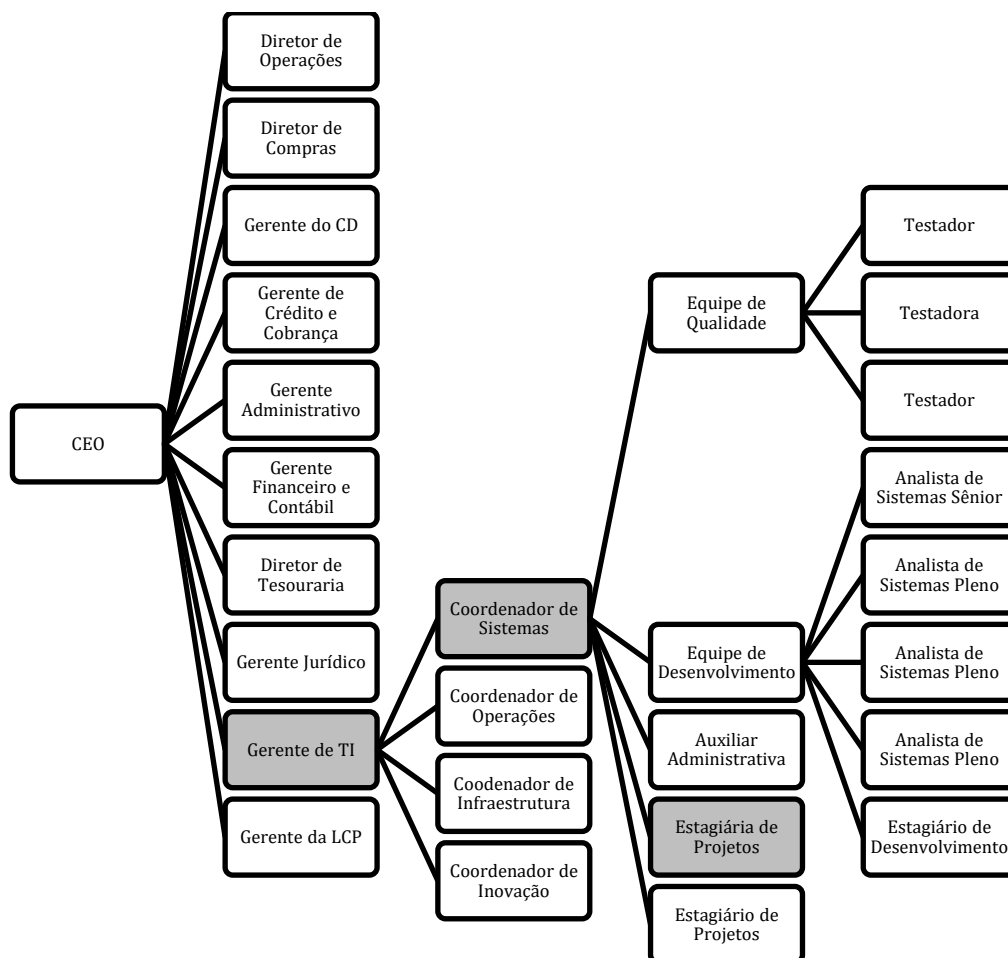 CEO
Diretor de
Operações
Diretor de
Compras
Gerente do CD
Gerente de
Crédito e
Cobrança
Gerente
Administrativo
Gerente
Financeiro e
Contábil
Diretor de
Tesouraria
Gerente Jurídico
Gerente de TI
Gerente da LCP
Coordenador de
Sistemas
Coordenador de
Operações
Coodenador de
Infraestrutura
Coordenador de
Inovação
Equipe de
Qualidade
Equipe de
Desenvolvimento
Auxiliar
Administrativa
Estagiária de
Projetos
Estagiário de
Projetos
Testador
Testadora
Testador
Analista de
Sistemas Sênior
Analista de
Sistemas Pleno
Analista de
Sistemas Pleno
Analista de
Sistemas Pleno
Estagiário de
Desenvolvimento